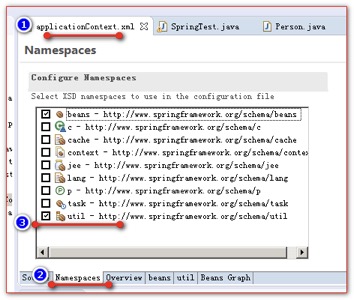 1 applicationContext.xml SpringTest.java Person.java
Namespaces
Configure Namespaces
Select XSD namespaces to use in the configuration file
beans - http://www.springframework.org/schema/beans
c - http://www.springframework.org/schema/c
cache - http://www.springframework.org/schema/cache
context - http://www.springframework.org/schema/contex
jee - http://www.springframework.org/schema/jee
lang - http://www.springframework.org/schema/lang
p - http://www.springframework.org/schema/p
task - http://www.springframework.org/schema/task
util - http://www.springframework.org/schema/util
3
2
Namespaces Overview beans util Beans Graph